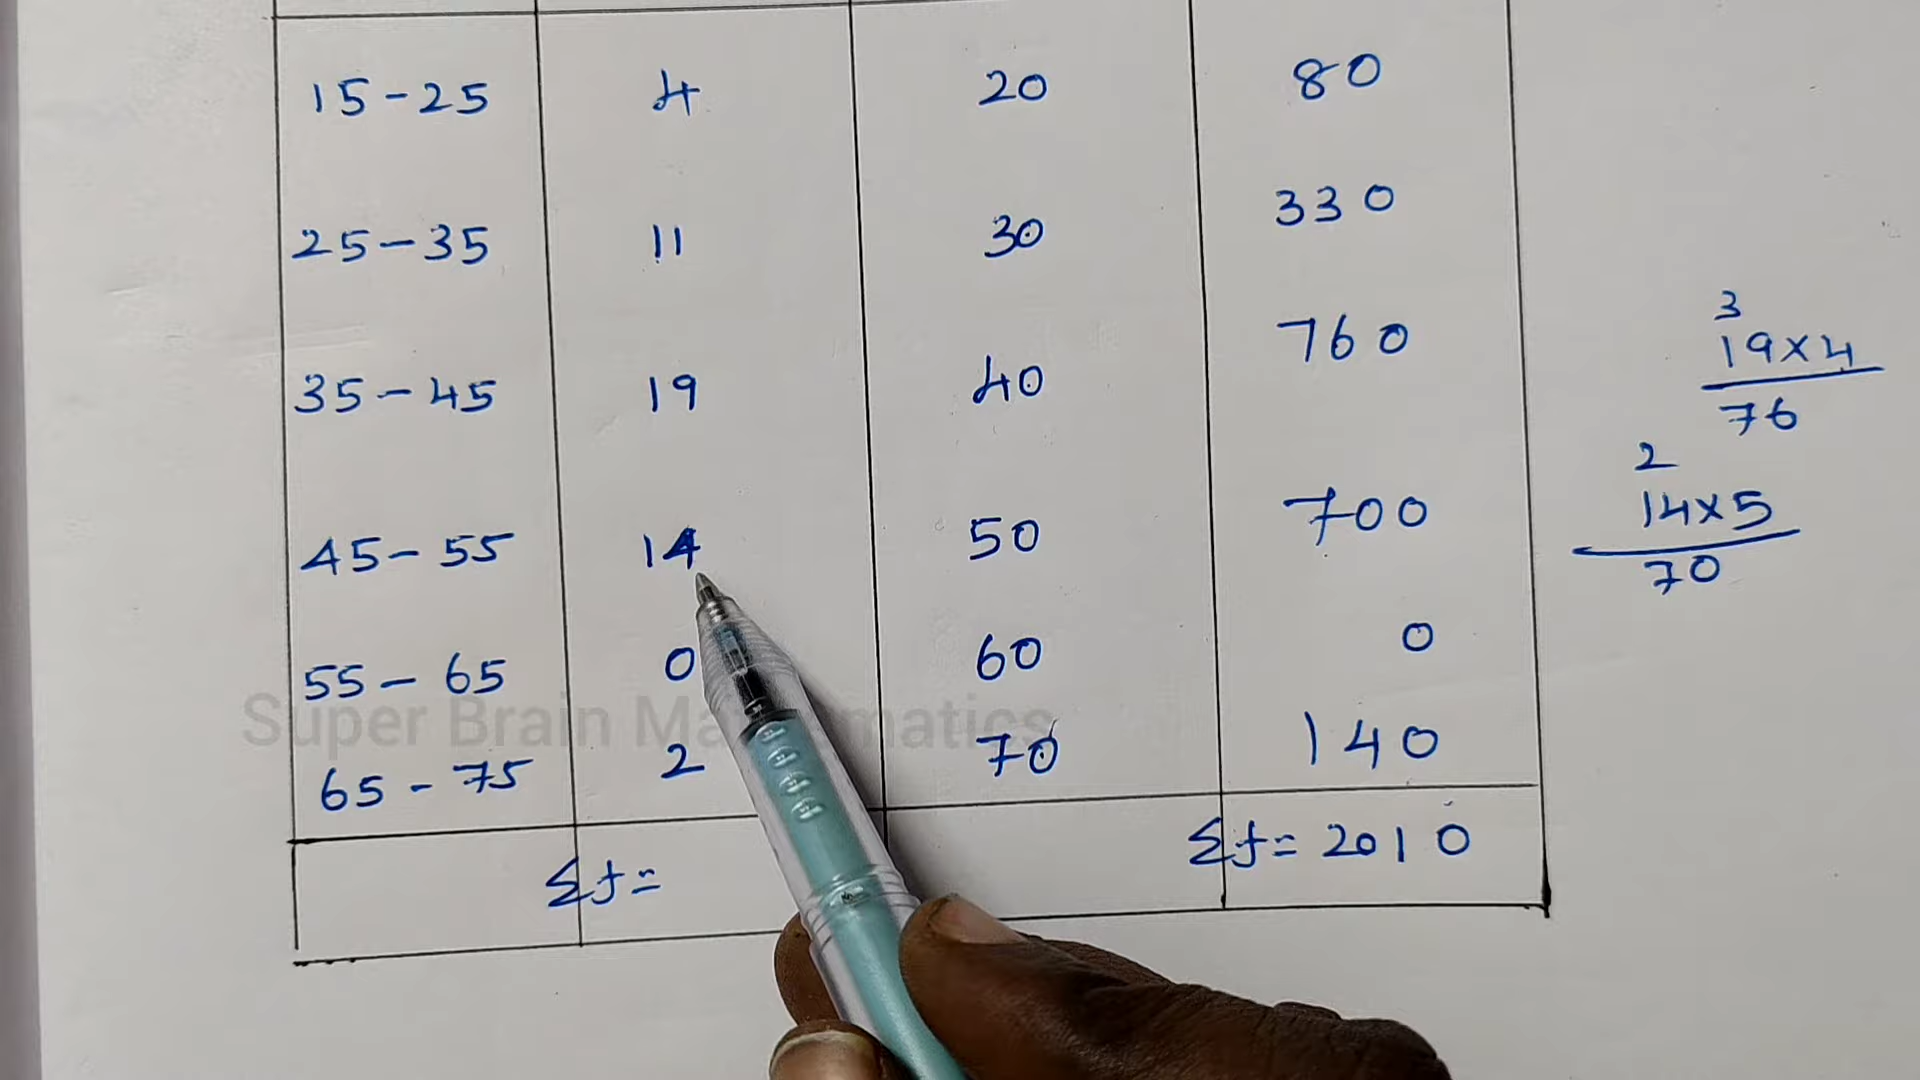 15-25 4 20 80
25-35 11 30 330
35-45 19 40 760
45-55 14 50 700
55-65 0 60 0
65-75 2 70 140
Σf= Σf= 2010
3
19×4
76
2
14×5
70
Super Brain Mathematics